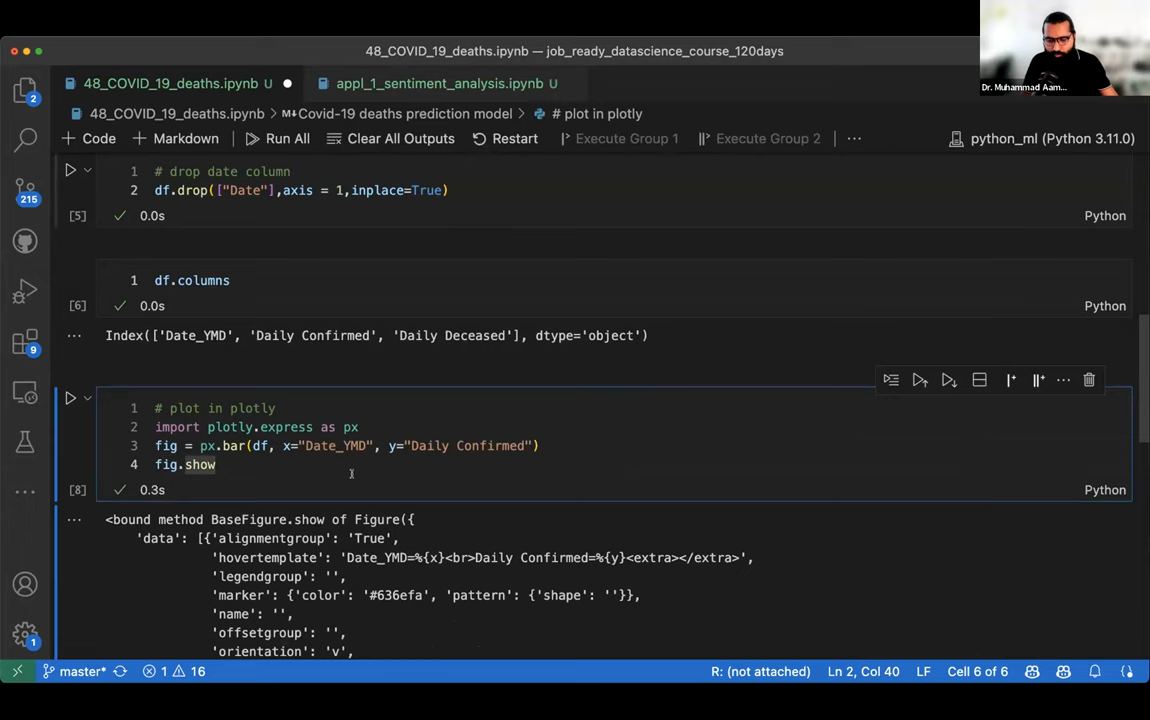 48_COVID_19_deaths.ipynb — job_ready_datascience_course_120days
Dr. Muhammad Aam...
48_COVID_19_deaths.ipynb U
appl_1_sentiment_analysis.ipynb U
48_COVID_19_deaths.ipynb > M↓Covid-19 deaths prediction model > # plot in plotly
+ Code + Markdown Run All Clear All Outputs Restart Execute Group 1 Execute Group 2 ... python_ml (Python 3.11.0)
1 # drop date column
2 df.drop(["Date"],axis = 1,inplace=True)
[5] 0.0s Python
1 df.columns
[6] 0.0s Python
... Index(['Date_YMD', 'Daily Confirmed', 'Daily Deceased'], dtype='object')
1 # plot in plotly
2 import plotly.express as px
3 fig = px.bar(df, x="Date_YMD", y="Daily Confirmed")
4 fig.show
[8] 0.3s Python
... <bound method BaseFigure.show of Figure({
'data': [{'alignmentgroup': 'True',
'hovertemplate': 'Date_YMD=%{x}<br>Daily Confirmed=%{y}<extra></extra>',
'legendgroup': '',
'marker': {'color': '#636efa', 'pattern': {'shape': ''}},
'name': '',
'offsetgroup': '',
'orientation': 'v',
2
215
9
1
master* 1 16 R: (not attached) Ln 2, Col 40 LF Cell 6 of 6